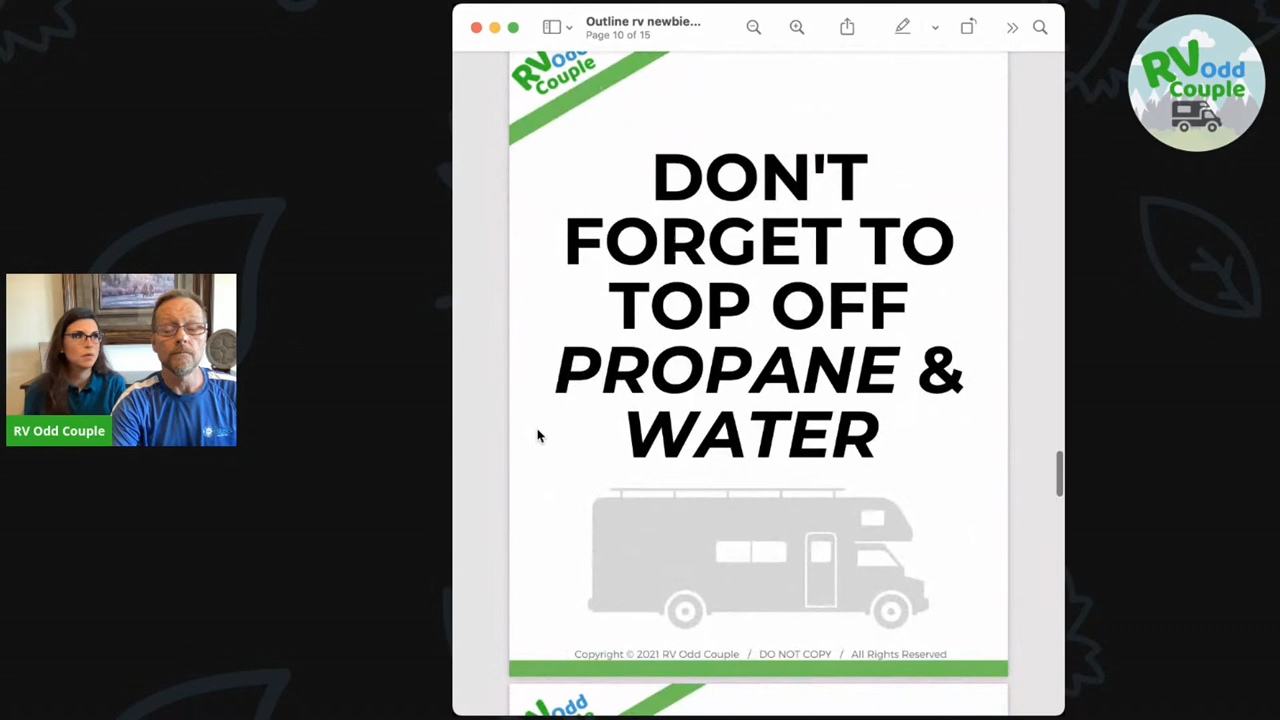 Outline rv newbie...
Page 10 of 15
RV Odd
Couple
DON'T
FORGET TO
TOP OFF
PROPANE &
WATER
Copyright © 2021 RV Odd Couple / DO NOT COPY / All Rights Reserved
RV Odd
Couple
RV Odd Couple